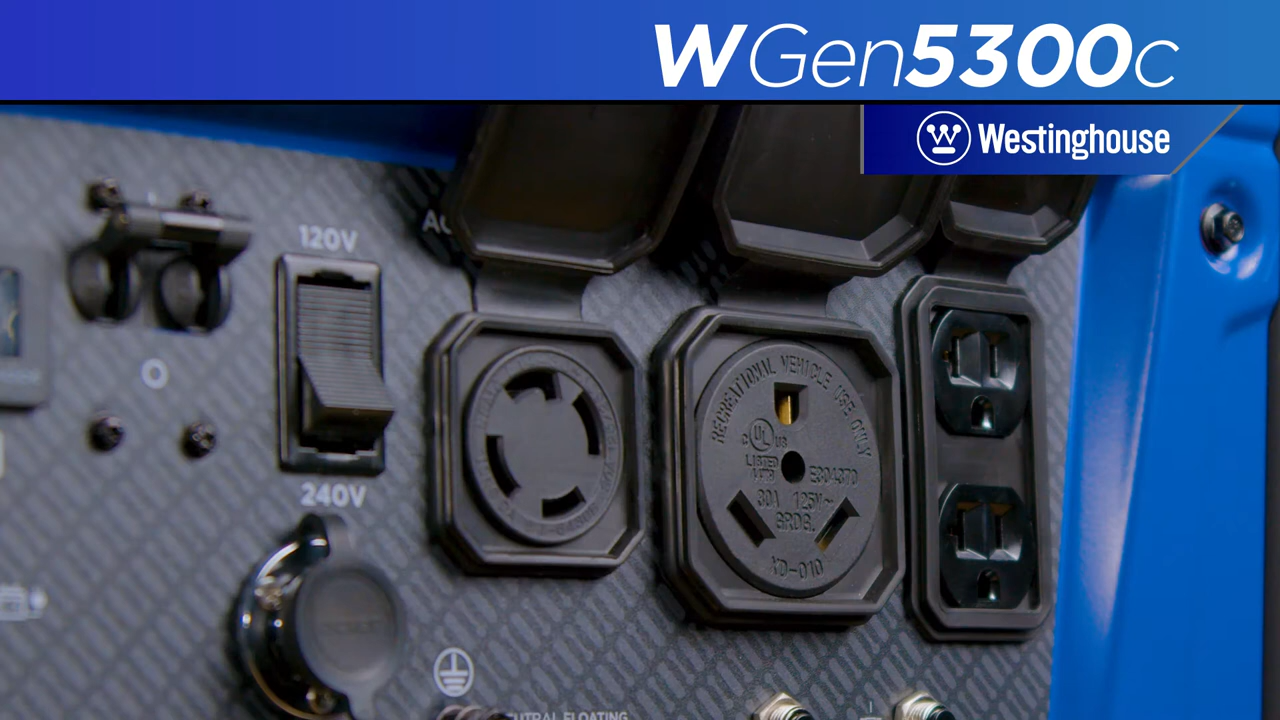 WGen5300c
Westinghouse
120V
AC
240V
RECREATIONAL VEHICLE USE ONLY
C UL US
LISTED
E304370
30A 125V~
GRDG.
XD-010
NEUTRAL FLOATING